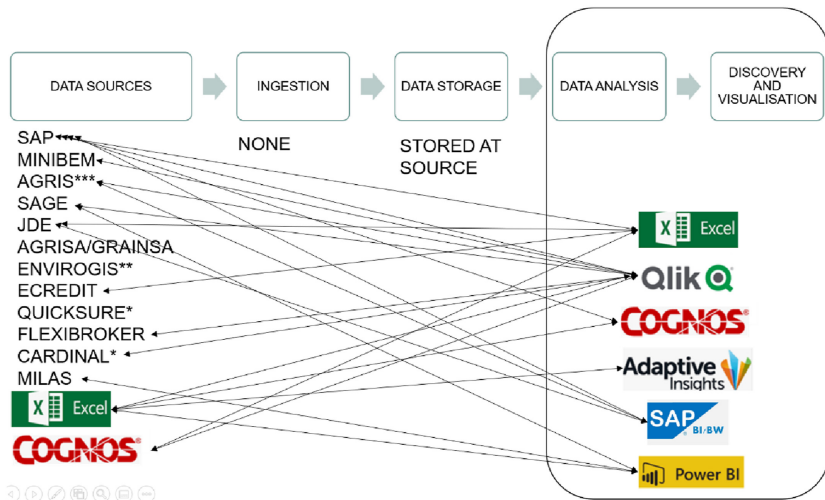 DATA SOURCES
INGESTION
DATA STORAGE
DATA ANALYSIS
DISCOVERY
AND
VISUALISATION
SAP
MINIBEM
AGRIS***
SAGE
JDE
AGRISA/GRAINSA
ENVIROGIS**
ECREDIT
QUICKSURE*
FLEXIBROKER
CARDINAL*
MILAS
X Excel
COGNOS®
NONE
STORED AT
SOURCE
X Excel
Qlik Q
COGNOS®
Adaptive
Insights
SAP
BI/BW
Power BI